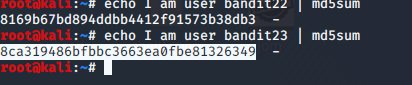 root@kali:~# echo I am user bandit22 | md5sum
8169b67bd894ddbb4412f91573b38db3  -
root@kali:~# echo I am user bandit23 | md5sum
8ca319486bfbbc3663ea0fbe81326349  -
root@kali:~#